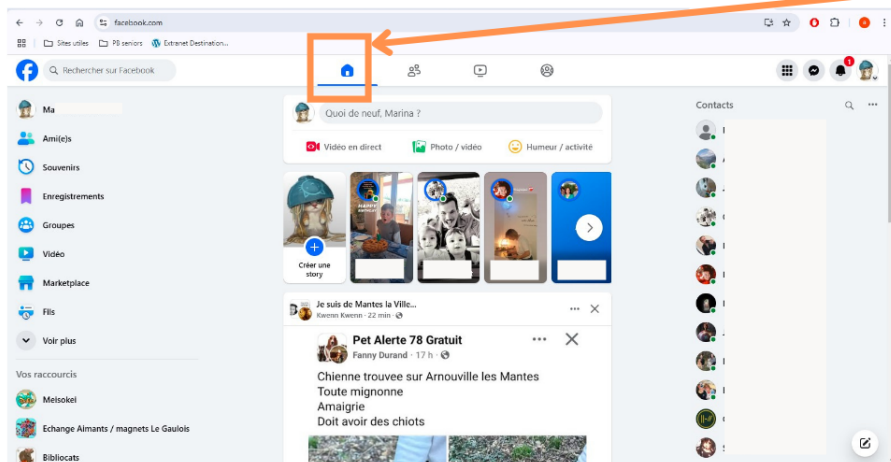 facebook.com
Sites utiles
PB seniors
Extranet Destination...
Rechercher sur Facebook
1
Ma
Ami(e)s
Souvenirs
Enregistrements
Groupes
Vidéo
Marketplace
Fils
Voir plus
Vos raccourcis
Meisokei
Echange Aimants / magnets Le Gaulois
Bibliocats
Quoi de neuf, Marina ?
Vidéo en direct
Photo / vidéo
Humeur / activité
Créer une
story
HAPPY
Je suis de Mantes la Ville...
Kwenn Kwenn · 22 min ·
Pet Alerte 78 Gratuit
Fanny Durand · 17 h ·
Chienne trouvee sur Arnouville les Mantes
Toute mignonne
Amaigrie
Doit avoir des chiots
Contacts